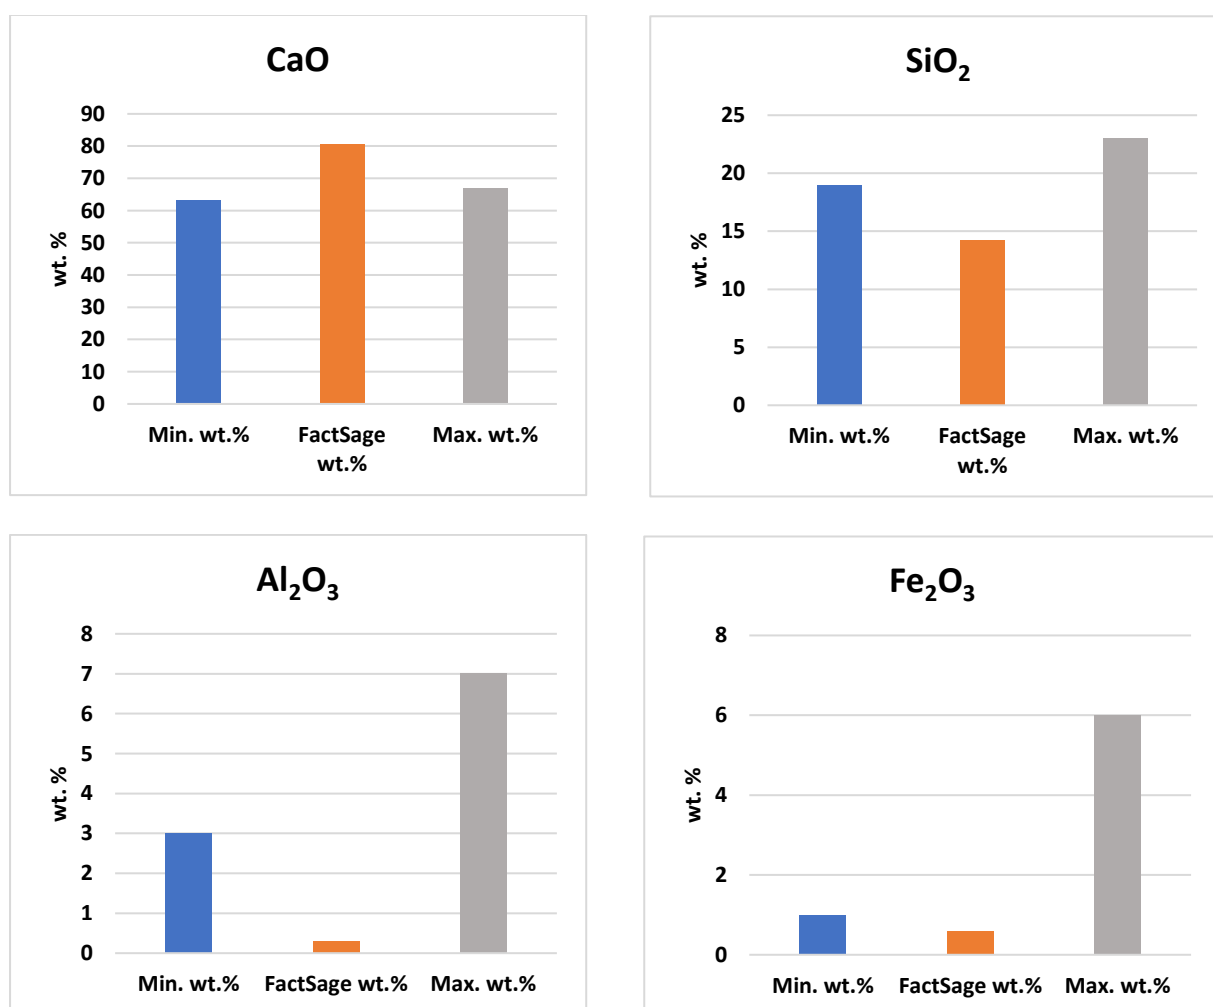 CaO
90
80
70
60
50
40
30
20
10
0
wt. %
Min. wt.%
FactSage
wt.%
Max. wt.%
SiO₂
25
20
15
10
5
0
wt. %
Min. wt.%
FactSage
wt.%
Max. wt.%
Al₂O₃
8
7
6
5
4
3
2
1
0
wt. %
Min. wt.%
FactSage wt.%
Max. wt.%
Fe₂O₃
8
6
4
2
0
wt. %
Min. wt.%
FactSage wt.%
Max. wt.%